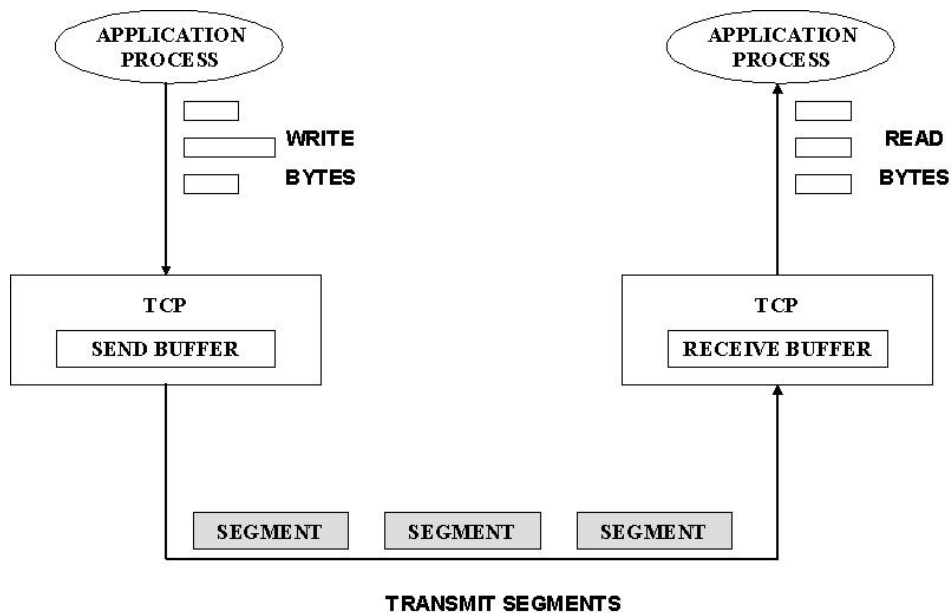 APPLICATION
PROCESS
APPLICATION
PROCESS
WRITE
BYTES
READ
BYTES
TCP
SEND BUFFER
TCP
RECEIVE BUFFER
SEGMENT
SEGMENT
SEGMENT
TRANSMIT SEGMENTS